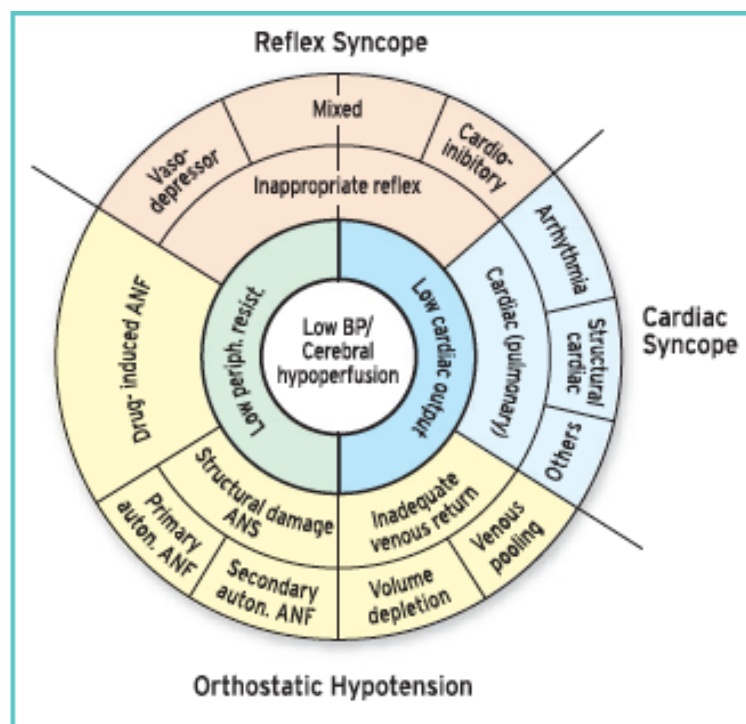 Reflex Syncope
Vaso-
depressor
Mixed
Cardio-
inibitory
Inappropriate reflex
Drug- induced ANF
Low periph. resist.
Low BP/
Cerebral
hypoperfusion
Low cardiac output
Cardiac (pulmonary)
Arrhythmia
Structural
cardiac
Others
Cardiac
Syncope
Structural damage
ANS
Primary
auton. ANF
Secondary
auton. ANF
Inadequate
venous return
Volume
depletion
Venous
pooling
Orthostatic Hypotension